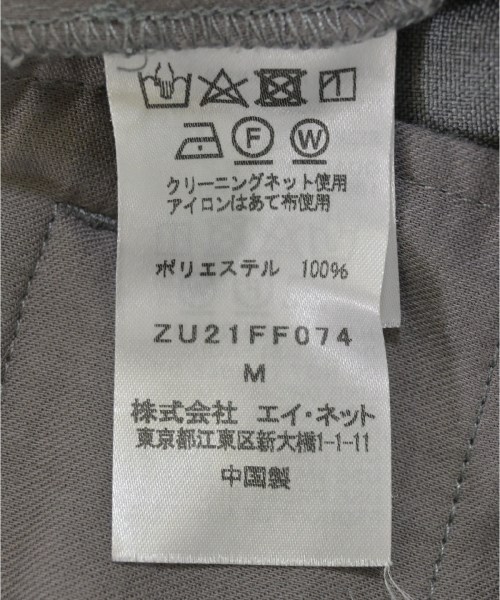 F W
クリーニングネット使用
アイロンはあて布使用
ポリエステル 100%
ZU21FF074
M
株式会社 エイ・ネット
東京都江東区新大橋1-1-11
中国製